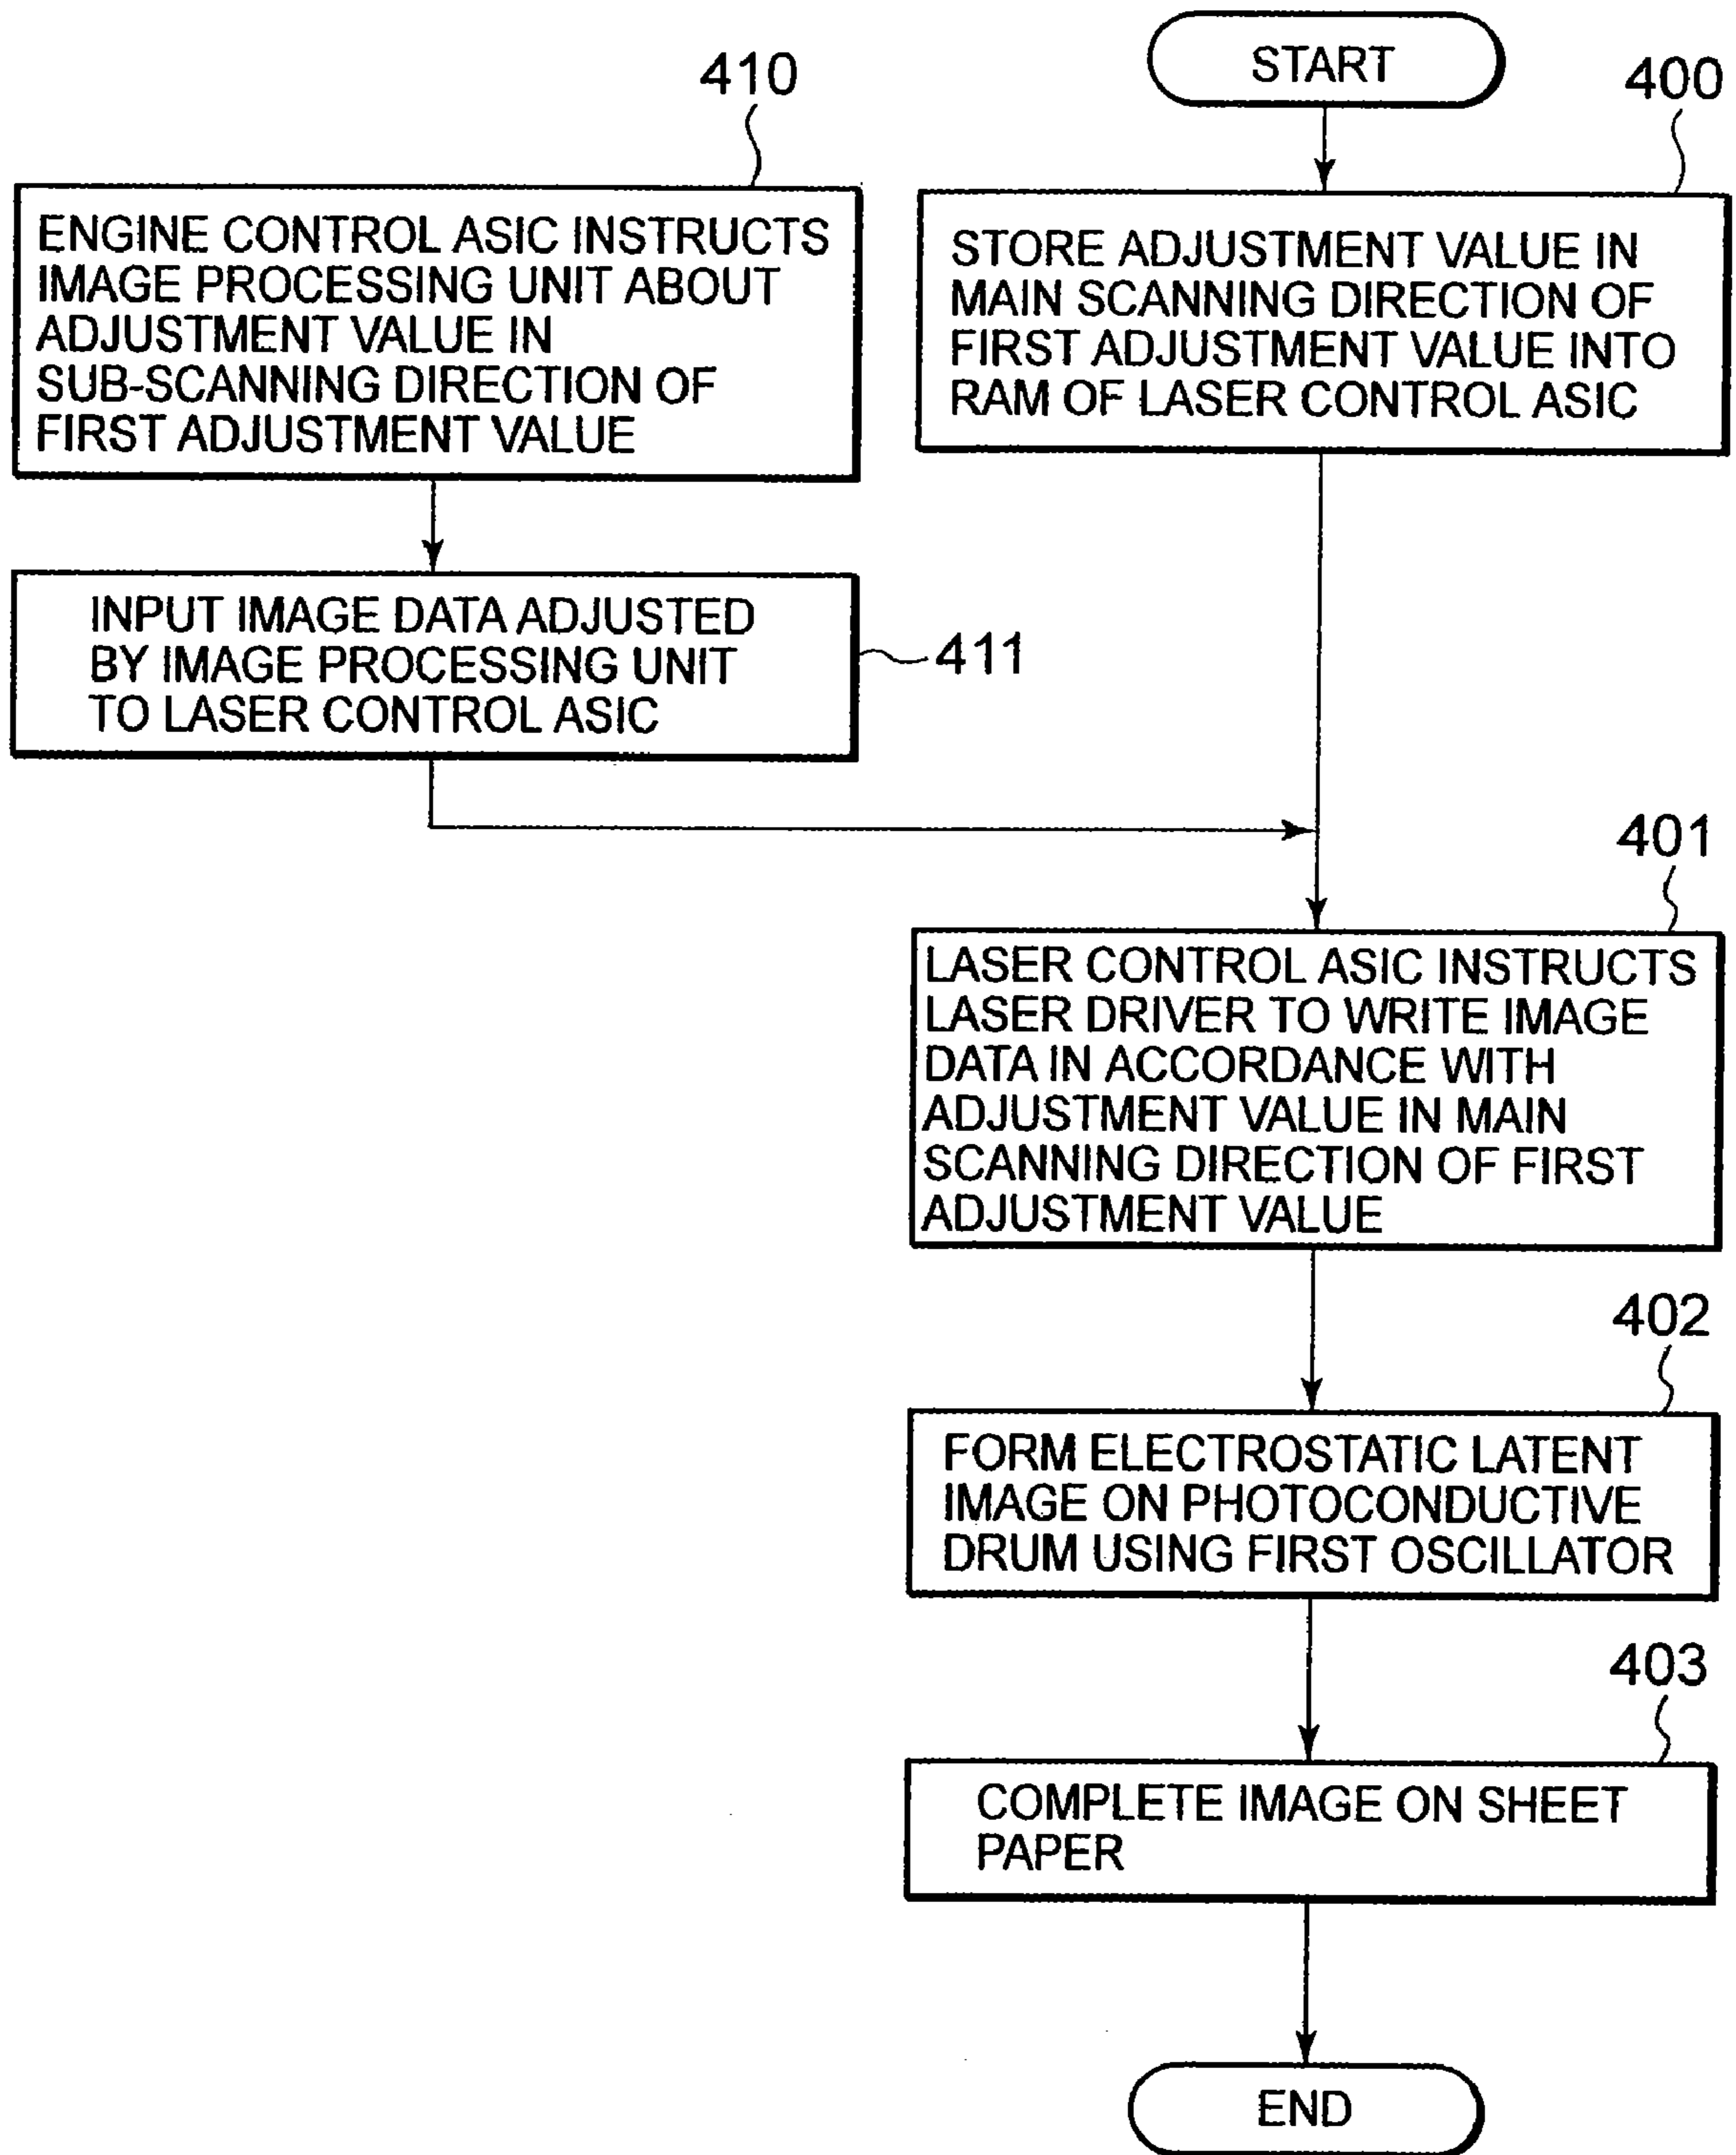 START
400
STORE ADJUSTMENT VALUE IN
MAIN SCANNING DIRECTION OF
FIRST ADJUSTMENT VALUE INTO
RAM OF LASER CONTROL ASIC
410
ENGINE CONTROL ASIC INSTRUCTS
IMAGE PROCESSING UNIT ABOUT
ADJUSTMENT VALUE IN
SUB-SCANNING DIRECTION OF
FIRST ADJUSTMENT VALUE
INPUT IMAGE DATA ADJUSTED
BY IMAGE PROCESSING UNIT
TO LASER CONTROL ASIC
411
401
LASER CONTROL ASIC INSTRUCTS
LASER DRIVER TO WRITE IMAGE
DATA IN ACCORDANCE WITH
ADJUSTMENT VALUE IN MAIN
SCANNING DIRECTION OF FIRST
ADJUSTMENT VALUE
402
FORM ELECTROSTATIC LATENT
IMAGE ON PHOTOCONDUCTIVE
DRUM USING FIRST OSCILLATOR
403
COMPLETE IMAGE ON SHEET
PAPER
END